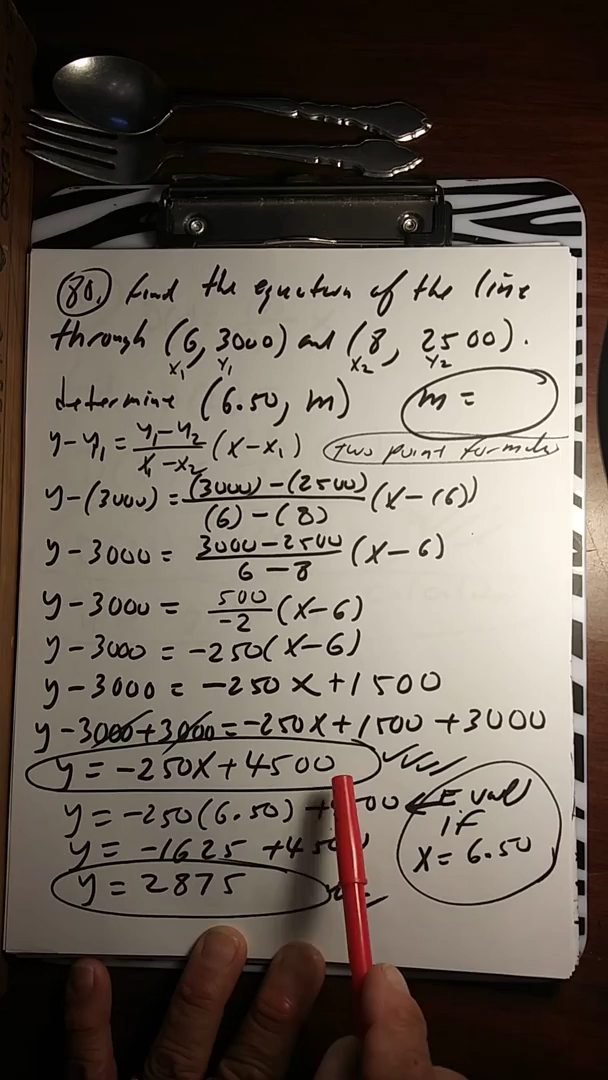 80. Find the equation of the line
through (6, 3000) and (8, 2500).
x₁ y₁ x₂ y₂
determine (6.50, m) m =
y-y₁ = y₁-y₂/x₁-x₂ (x-x₁) two point formula
y-(3000) = (3000)-(2500)/(6)-(8) (x-(6))
y-3000 = 3000-2500/6-8 (x-6)
y-3000 = 500/-2 (x-6)
y-3000 = -250(x-6)
y-3000 = -250x+1500
y-3000+3000 = -250x+1500+3000
y = -250x+4500
y = -250(6.50) + 00 ← Eval
if
x = 6.50
y = -1625 +45
y = 2875